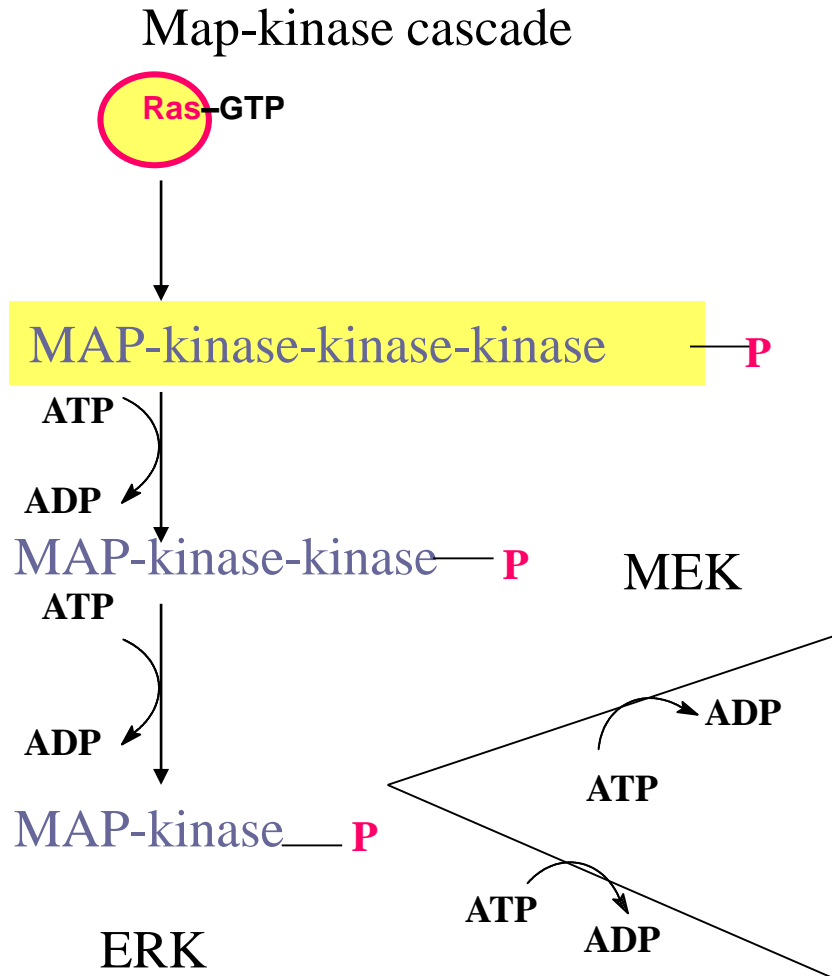 Map-kinase cascade
Ras–GTP
MAP-kinase-kinase-kinase P
ATP
ADP
MAP-kinase-kinase P
MEK
ATP
ADP
ADP
ATP
MAP-kinase P
ATP
ADP
ERK